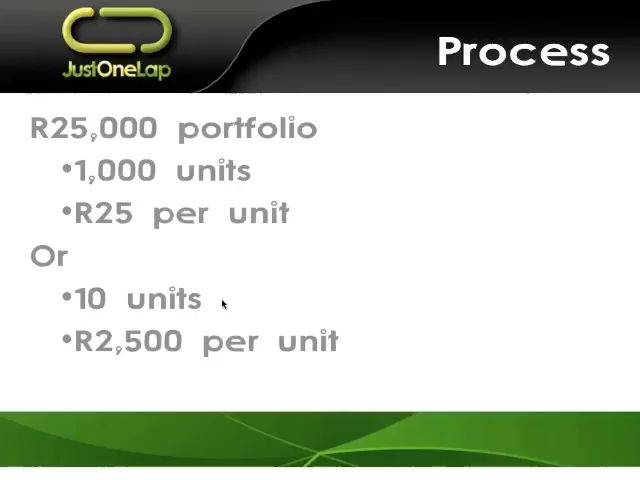 JustOneLap
Process
R25,000 portfolio
•1,000 units
•R25 per unit
Or
•10 units
•R2,500 per unit